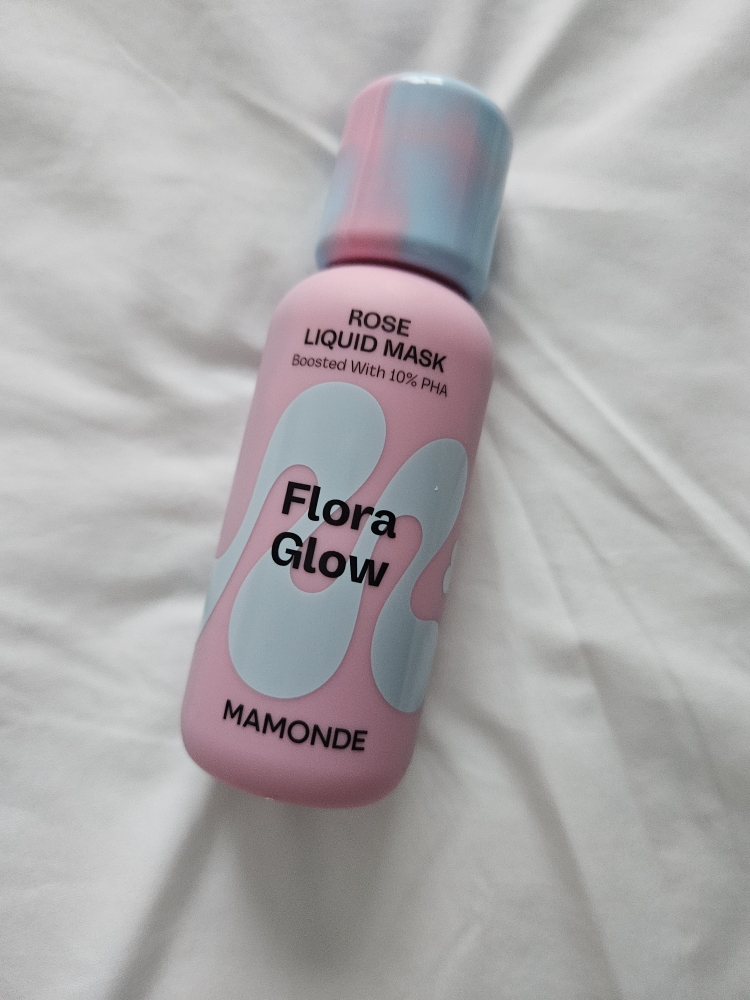 ROSE
LIQUID MASK
Boosted With 10% PHA
Flora
Glow
MAMONDE